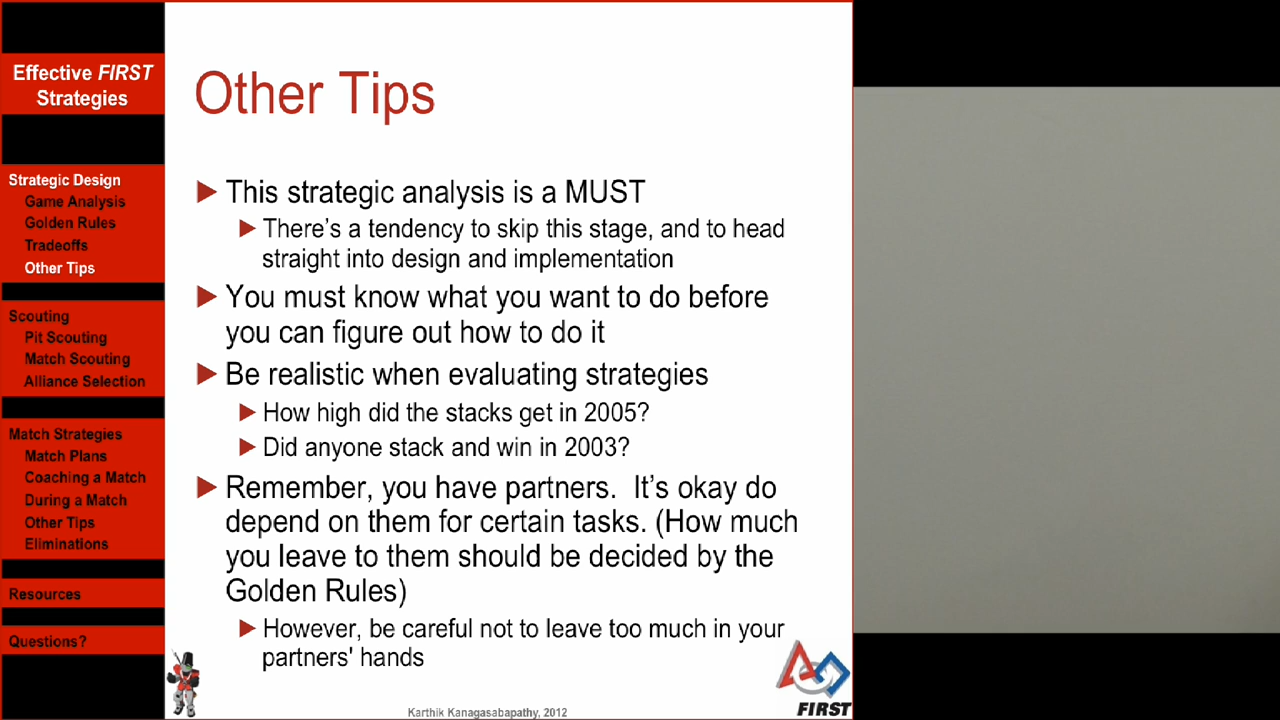 Effective FIRST
Strategies
Strategic Design
Game Analysis
Golden Rules
Tradeoffs
Other Tips
Scouting
Pit Scouting
Match Scouting
Alliance Selection
Match Strategies
Match Plans
Coaching a Match
During a Match
Other Tips
Eliminations
Resources
Questions?
Other Tips
This strategic analysis is a MUST
There’s a tendency to skip this stage, and to head
straight into design and implementation
You must know what you want to do before
you can figure out how to do it
Be realistic when evaluating strategies
How high did the stacks get in 2005?
Did anyone stack and win in 2003?
Remember, you have partners.  It’s okay do
depend on them for certain tasks. (How much
you leave to them should be decided by the
Golden Rules)
However, be careful not to leave too much in your
partners' hands
Karthik Kanagasabapathy, 2012
FIRST